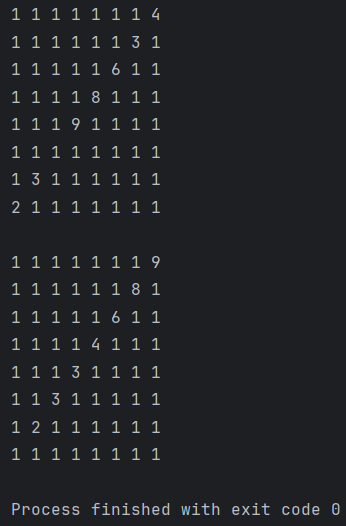 1 1 1 1 1 1 1 4
1 1 1 1 1 1 3 1
1 1 1 1 1 6 1 1
1 1 1 1 8 1 1 1
1 1 1 9 1 1 1 1
1 1 1 1 1 1 1 1
1 3 1 1 1 1 1 1
2 1 1 1 1 1 1 1
1 1 1 1 1 1 1 9
1 1 1 1 1 1 8 1
1 1 1 1 1 6 1 1
1 1 1 1 4 1 1 1
1 1 1 3 1 1 1 1
1 1 3 1 1 1 1 1
1 2 1 1 1 1 1 1
1 1 1 1 1 1 1 1
Process finished with exit code 0